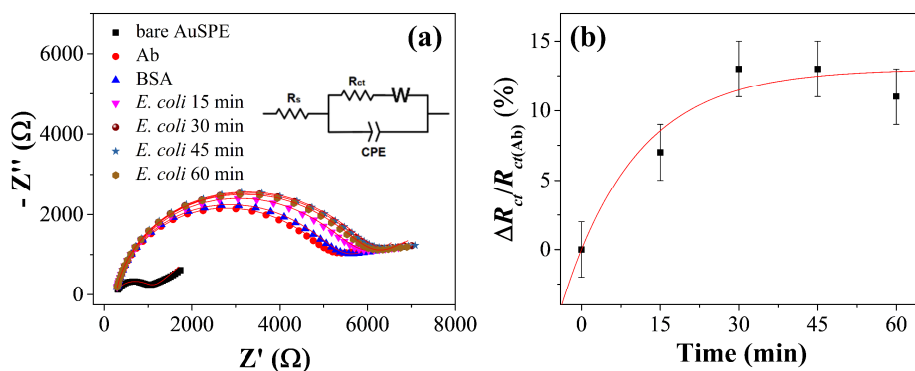 (a)
bare AuSPE
Ab
BSA
E. coli 15 min
E. coli 30 min
E. coli 45 min
E. coli 60 min
Rs
Rct
W
CPE
6000
4000
2000
0
- Z'' (Ω)
0 2000 4000 6000 8000
Z' (Ω)
(b)
15
10
5
0
ΔRct/Rct(Ab) (%)
0 15 30 45 60
Time (min)